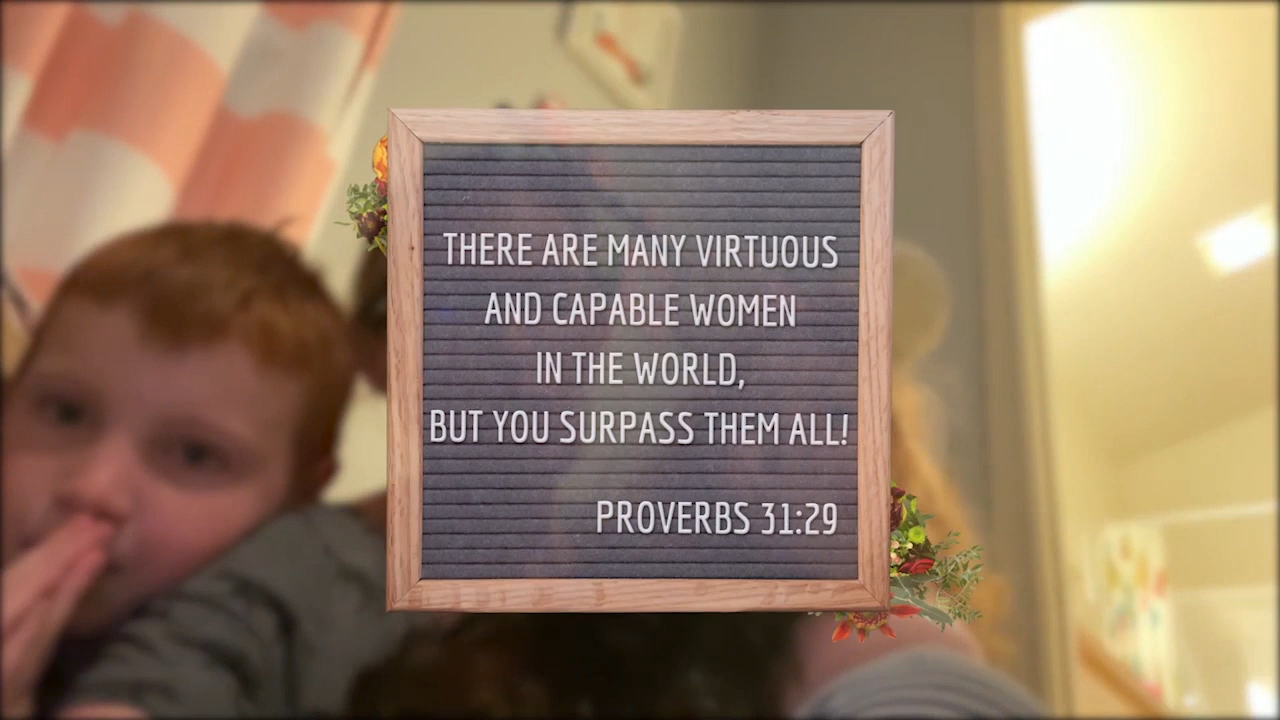 THERE ARE MANY VIRTUOUS
AND CAPABLE WOMEN
IN THE WORLD,
BUT YOU SURPASS THEM ALL!
PROVERBS 31:29